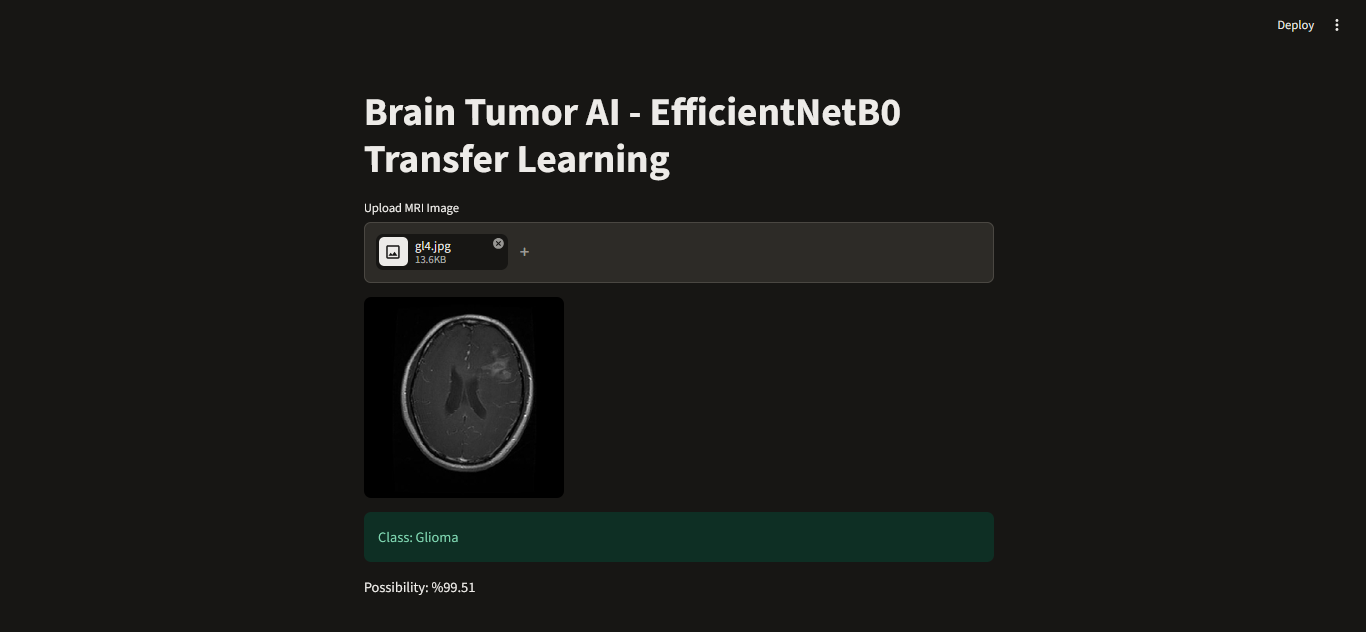 Deploy
Brain Tumor AI - EfficientNetB0
Transfer Learning
Upload MRI Image
gl4.jpg
13.6KB
Class: Glioma
Possibility: %99.51